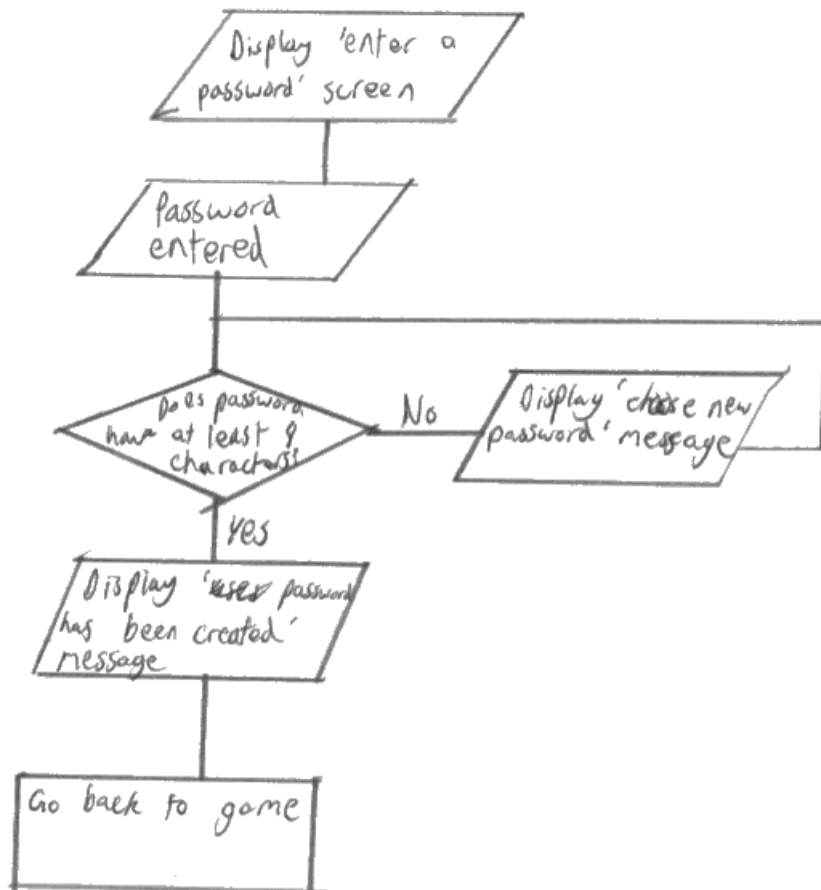 Display 'enter a
password' screen
Password
entered
Does password
have at least 9
characters?
No
Display 'choose new
password' message
Yes
Display 'password
has been created'
message
Go back to game